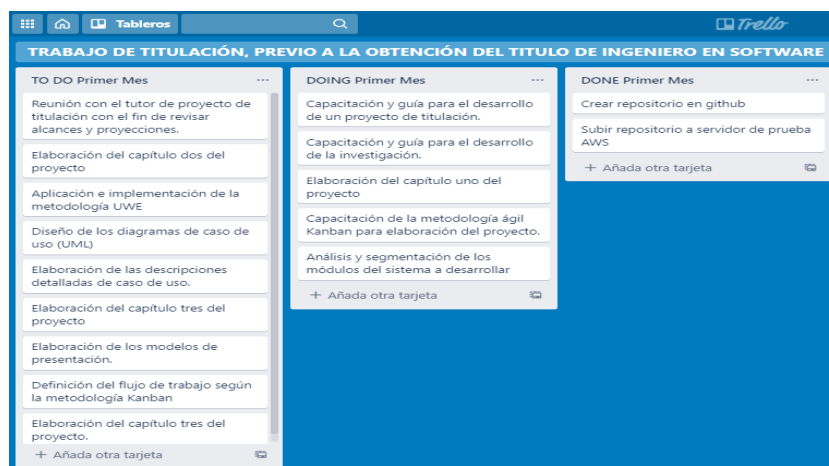 Tableros
Trello
TRABAJO DE TITULACIÓN, PREVIO A LA OBTENCIÓN DEL TITULO DE INGENIERO EN SOFTWARE
TO DO Primer Mes
Reunión con el tutor de proyecto de
titulación con el fin de revisar
alcances y proyecciones.
Elaboración del capítulo dos del
proyecto
Aplicación e implementación de la
metodología UWE
Diseño de los diagramas de caso de
uso (UML)
Elaboración de las descripciones
detalladas de caso de uso.
Elaboración del capítulo tres del
proyecto
Elaboración de los modelos de
presentación.
Definición del flujo de trabajo según
la metodología Kanban
Elaboración del capítulo tres del
proyecto.
+ Añada otra tarjeta
DOING Primer Mes
Capacitación y guía para el desarrollo
de un proyecto de titulación.
Capacitación y guía para el desarrollo
de la investigación.
Elaboración del capítulo uno del
proyecto
Capacitación de la metodología ágil
Kanban para elaboración del proyecto.
Análisis y segmentación de los
módulos del sistema a desarrollar
+ Añada otra tarjeta
DONE Primer Mes
Crear repositorio en github
Subir repositorio a servidor de prueba
AWS
+ Añada otra tarjeta